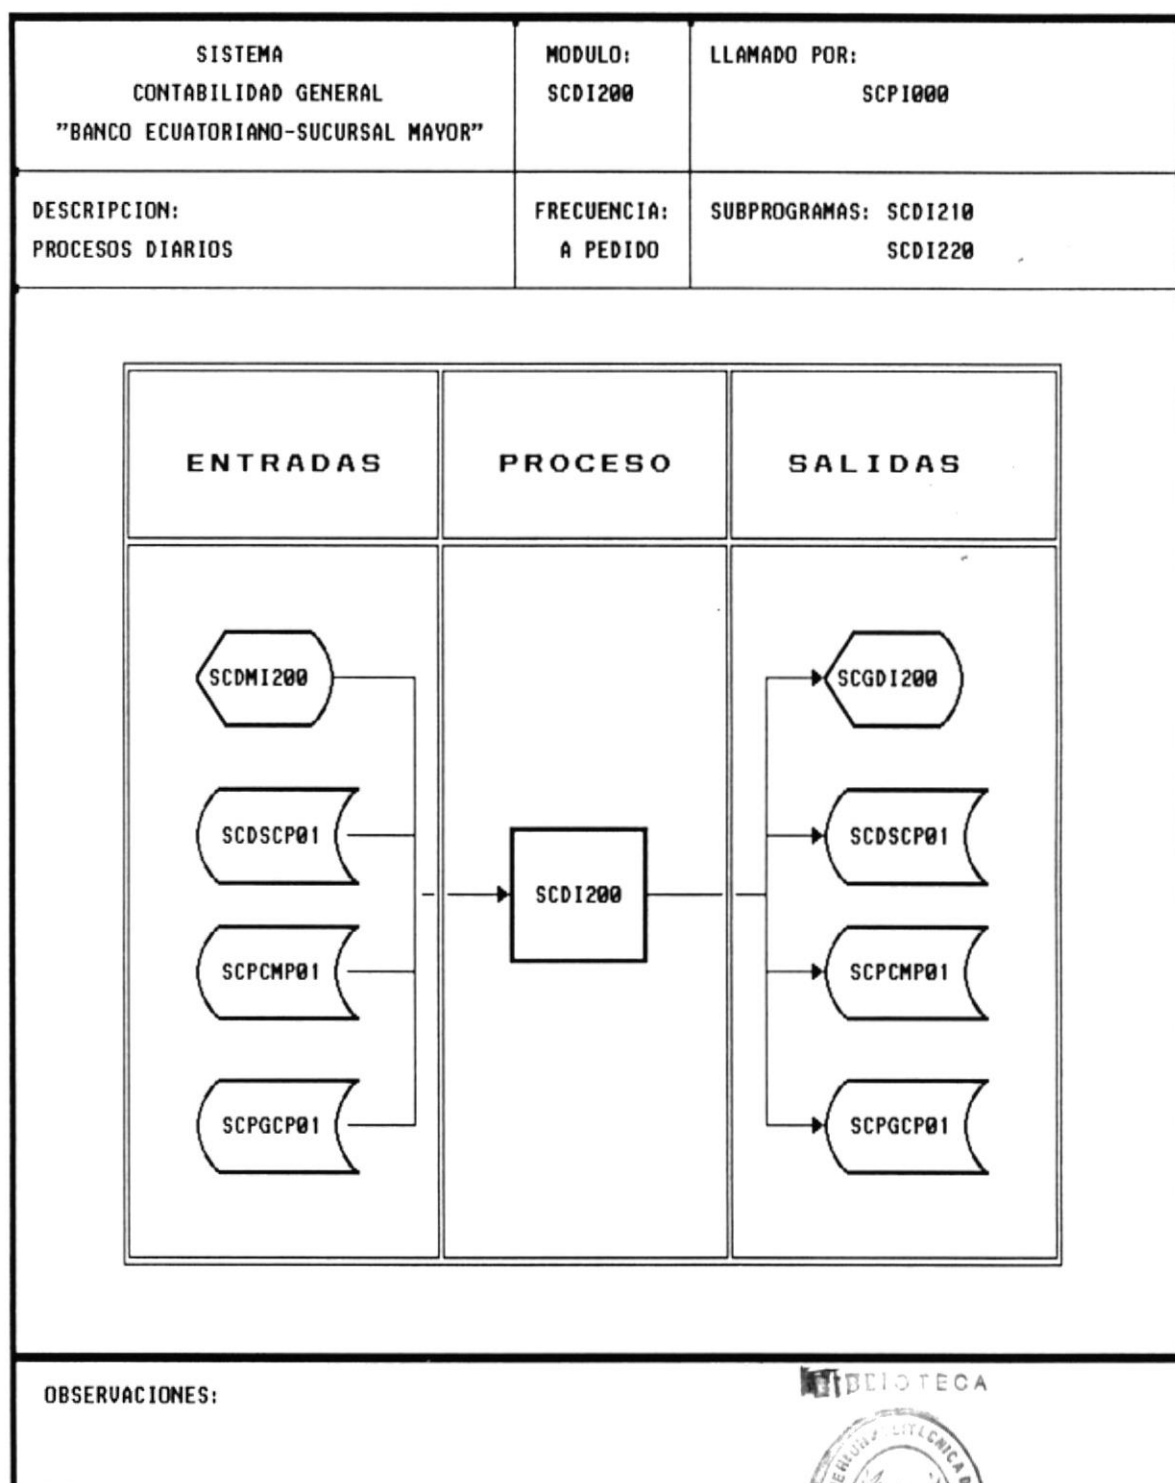 SISTEMA
CONTABILIDAD GENERAL
"BANCO ECUATORIANO-SUCURSAL MAYOR"
MODULO:
SCDI200
LLAMADO POR:
SCPI000
DESCRIPCION:
PROCESOS DIARIOS
FRECUENCIA:
A PEDIDO
SUBPROGRAMAS: SCDI210
SCDI220
ENTRADAS
PROCESO
SALIDAS
SCDMI200
SCGDI200
SCDSCP01
SCDSCP01
SCDI200
SCPCMP01
SCPCMP01
SCPGCP01
SCPGCP01
OBSERVACIONES:
BIBLIOTECA